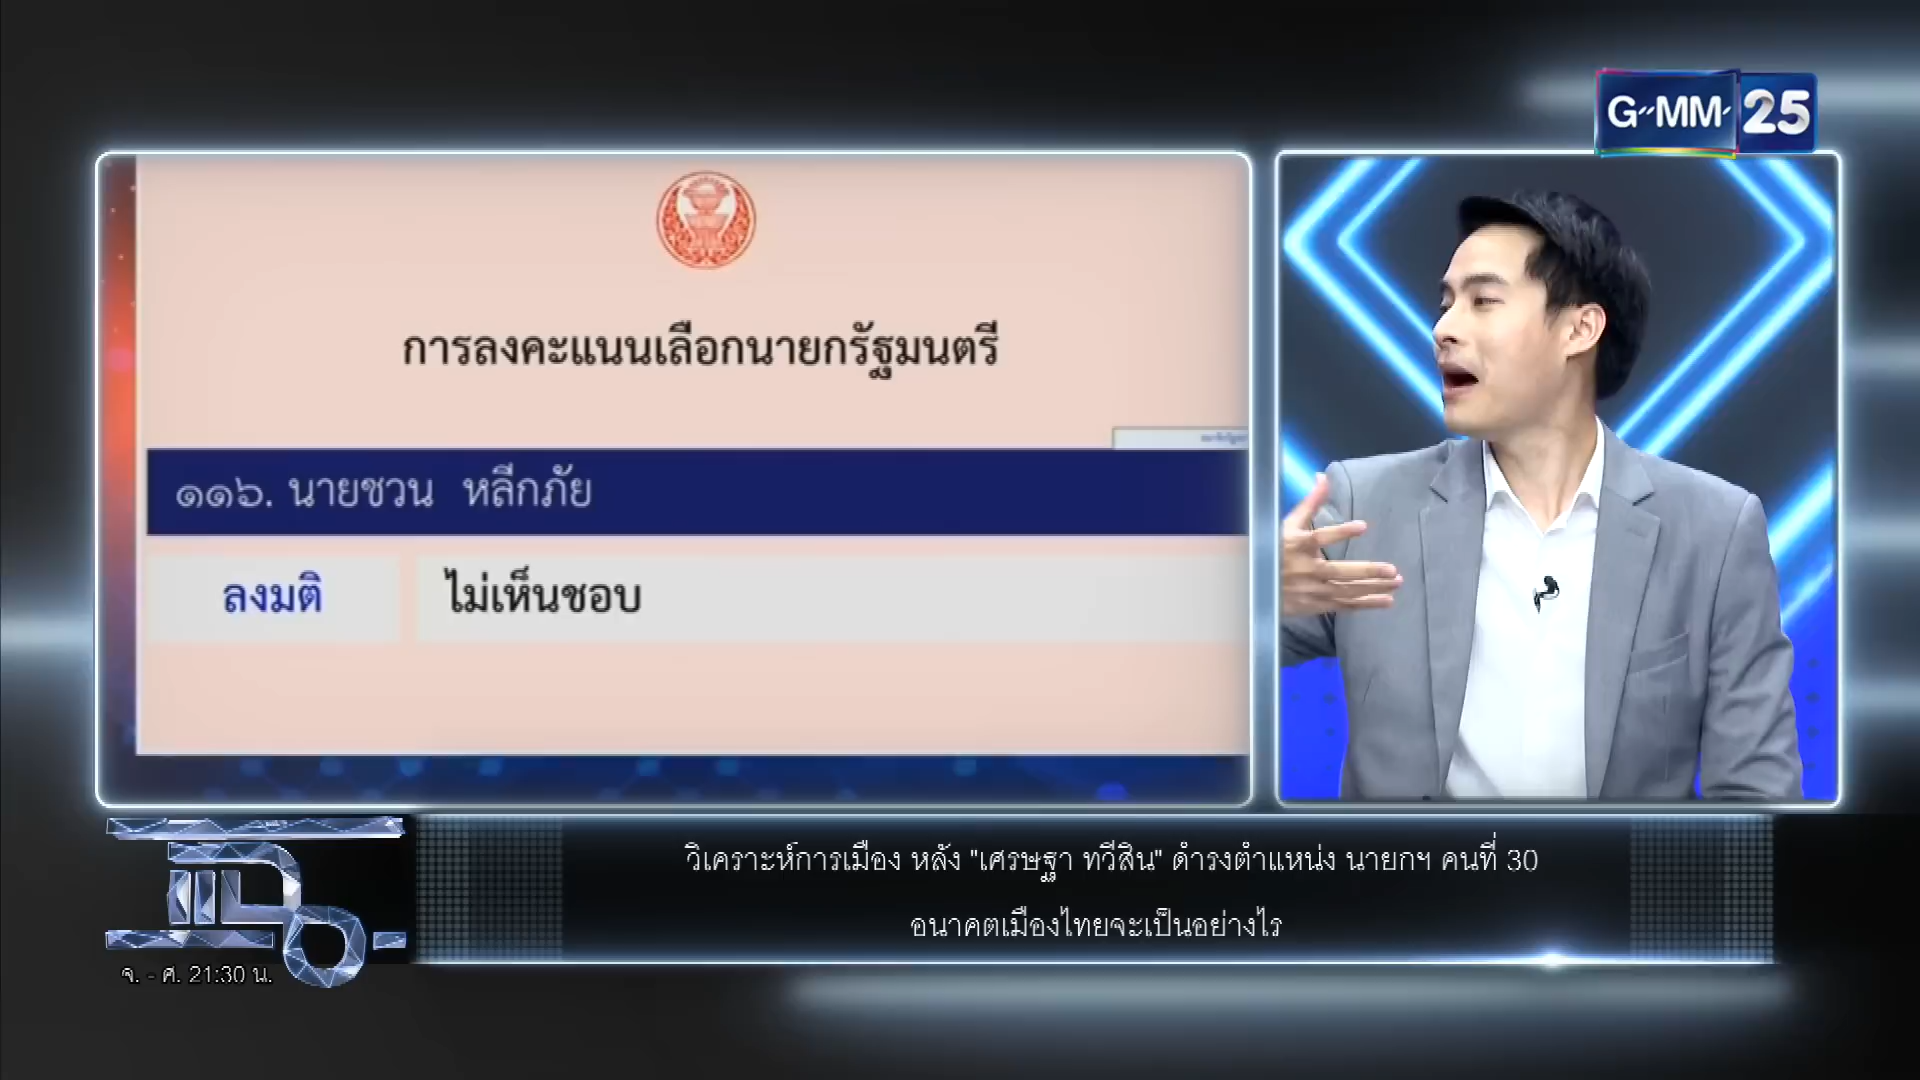 GMM 25
การลงคะแนนเลือกนายกรัฐมนตรี
๑๑๖. นายชวน หลีกภัย
ลงมติ ไม่เห็นชอบ
แฉ
วิเคราะห์การเมือง หลัง "เศรษฐา ทวีสิน" ดำรงตำแหน่ง นายกฯ คนที่ 30
อนาคตเมืองไทยจะเป็นอย่างไร
จ. - ศ. 21:30 น.